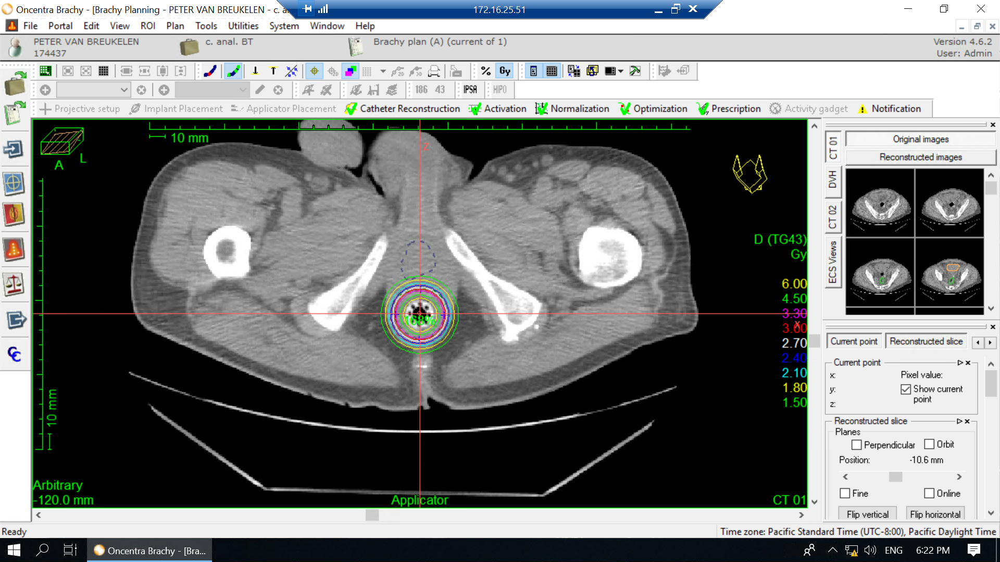 Oncentra Brachy - [Brachy Planning - PETER VAN BREUKELEN - c. a
172.16.25.51
File Portal Edit View ROI Plan Tools Utilities System Window Help
PETER VAN BREUKELEN
174437
c. anal. BT
Brachy plan (A) (current of 1)
Version 4.6.2
User: Admin
% Gy
186 43 IPSA HIPO
Projective setup Implant Placement Applicator Placement Catheter Reconstruction Activation Normalization Optimization Prescription Activity gadget Notification
10 mm
A L
Z
D (TG43)
Gy
6.00
4.50
3.30
X
3.00
2.70
2.40
2.10
1.80
1.50
168%
10 mm
Arbitrary
-120.0 mm
Applicator
CT 01
CT 01
DVH
CT 02
ECS Views
Original images
Reconstructed images
Current point Reconstructed slice
Current point
x: Pixel value:
y: Show current point
z:
Reconstructed slice
Planes
Perpendicular Orbit
Position: -10.6 mm
Fine Online
Flip vertical Flip horizontal
Ready
Time zone: Pacific Standard Time (UTC-8:00), Pacific Daylight Time
Oncentra Brachy - [Bra...
ENG 6:22 PM